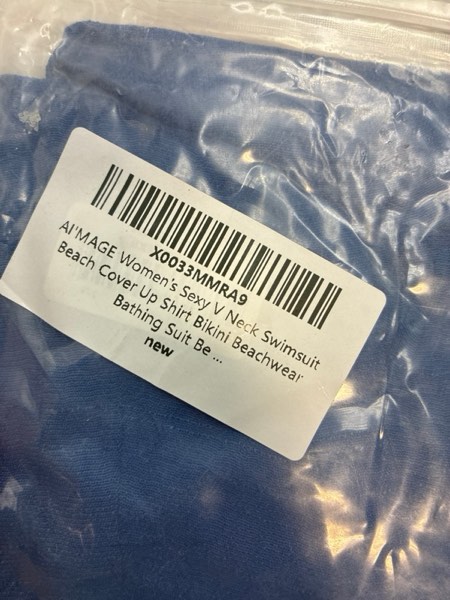 X0033MMRA9
AI'MAGE Women's Sexy V Neck Swimsuit
Beach Cover Up Shirt Bikini Beachwear
Bathing Suit Be ...
new